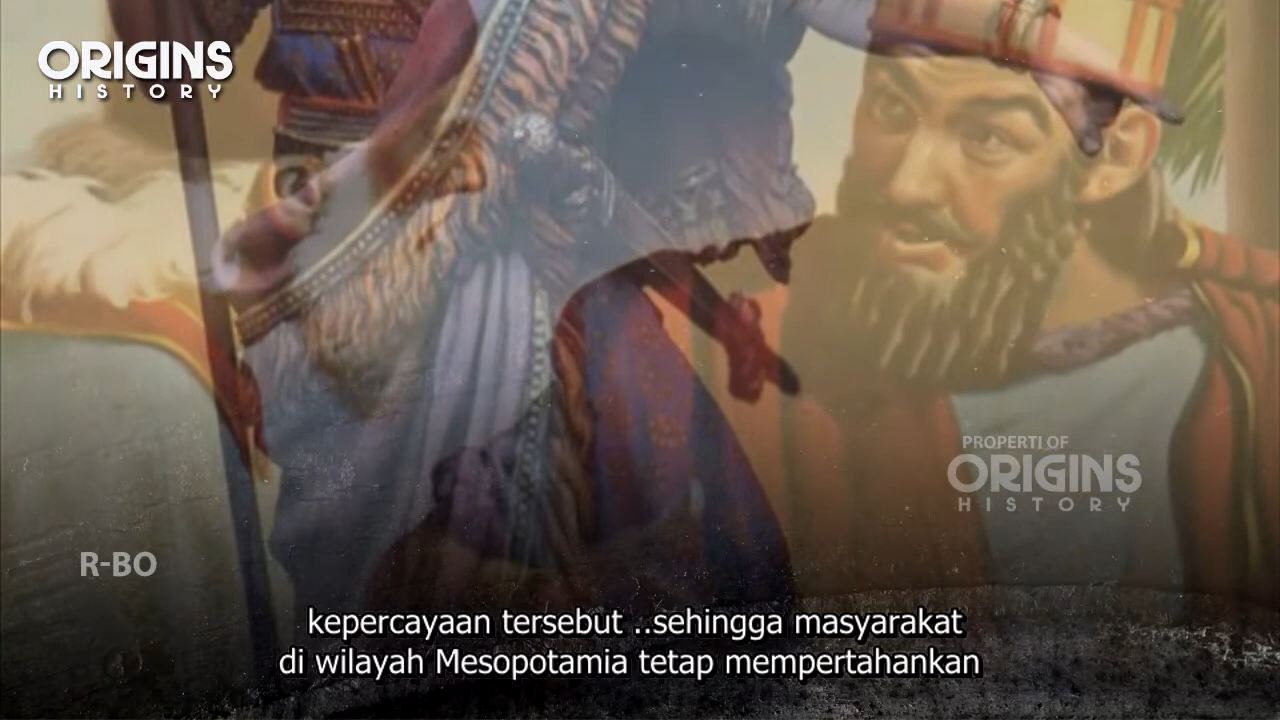 ORIGINS
HISTORY
PROPERTI OF
ORIGINS
HISTORY
R-BO
kepercayaan tersebut ..sehingga masyarakat
di wilayah Mesopotamia tetap mempertahankan